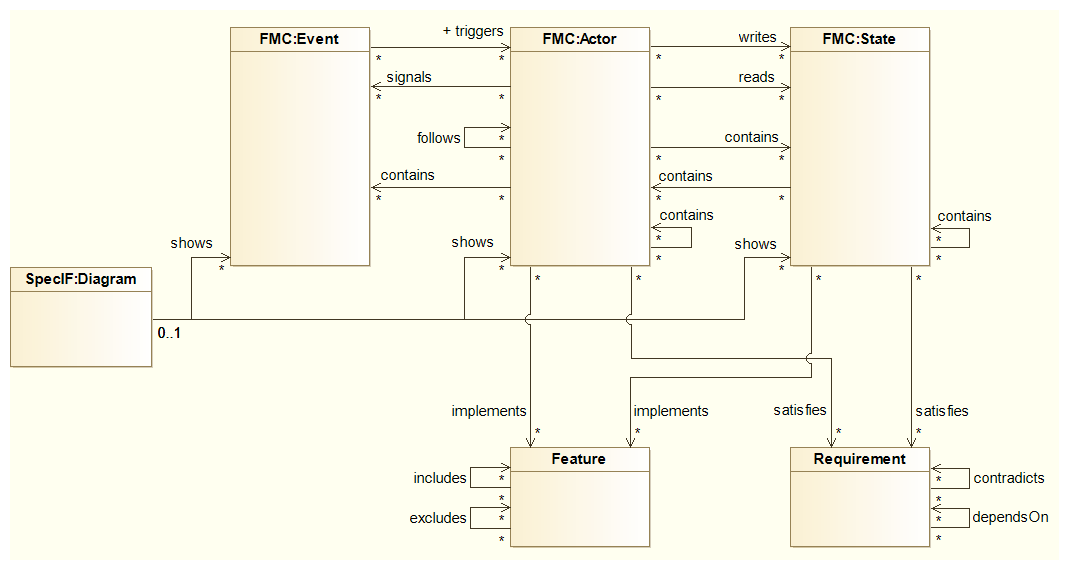 FMC:Event
+ triggers
FMC:Actor
writes
FMC:State
*
*
*
*
signals
reads
*
*
*
*
follows
*
contains
*
*
*
contains
contains
*
*
*
*
contains
contains
shows
shows
*
shows
*
*
*
*
*
*
SpecIF:Diagram
*
*
*
*
0..1
implements
implements
satisfies
satisfies
*
*
*
*
Feature
Requirement
includes
*
*
contradicts
*
*
excludes
*
*
dependsOn
*
*